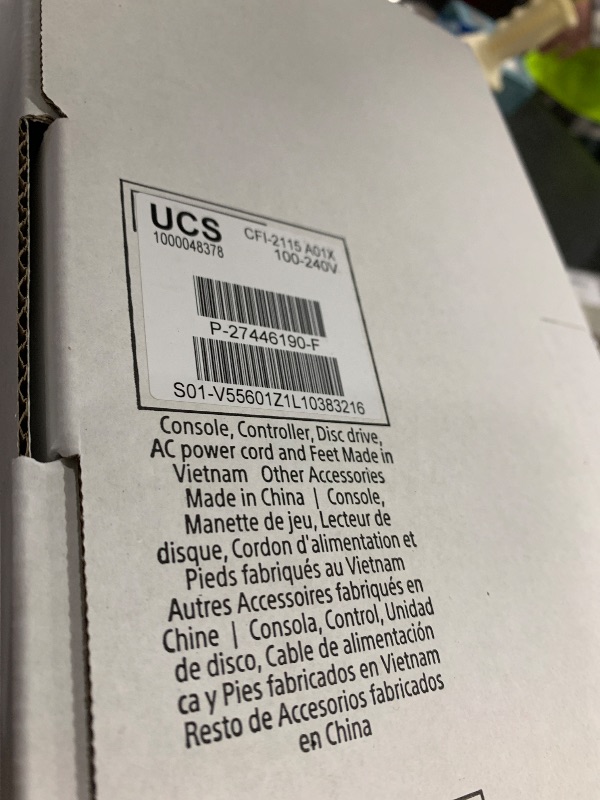 UCS
1000048378
CFI-2115 A01X
100-240V
P-27446190-F
S01-V55601Z1L10383216
Console, Controller, Disc drive,
AC power cord and Feet Made in
Vietnam Other Accessories
Made in China | Console,
Manette de jeu, Lecteur de
disque, Cordon d'alimentation et
Pieds fabriqués au Vietnam
Autres Accessoires fabriqués en
Chine | Consola, Control, Unidad
de disco, Cable de alimentación
ca y Pies fabricados en Vietnam
Resto de Accesorios fabricados
en China